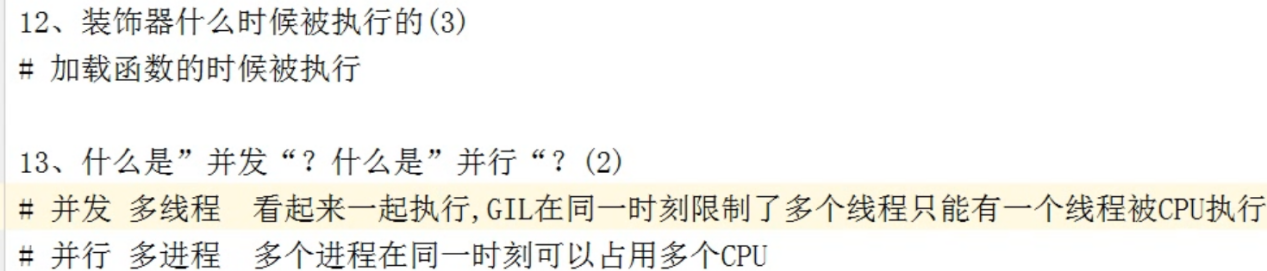 12、装饰器什么时候被执行的(3)
# 加载函数的时候被执行
13、什么是”并发“？什么是”并行“？(2)
# 并发 多线程  看起来一起执行,GIL在同一时刻限制了多个线程只能有一个线程被CPU执行
# 并行 多进程  多个进程在同一时刻可以占用多个CPU